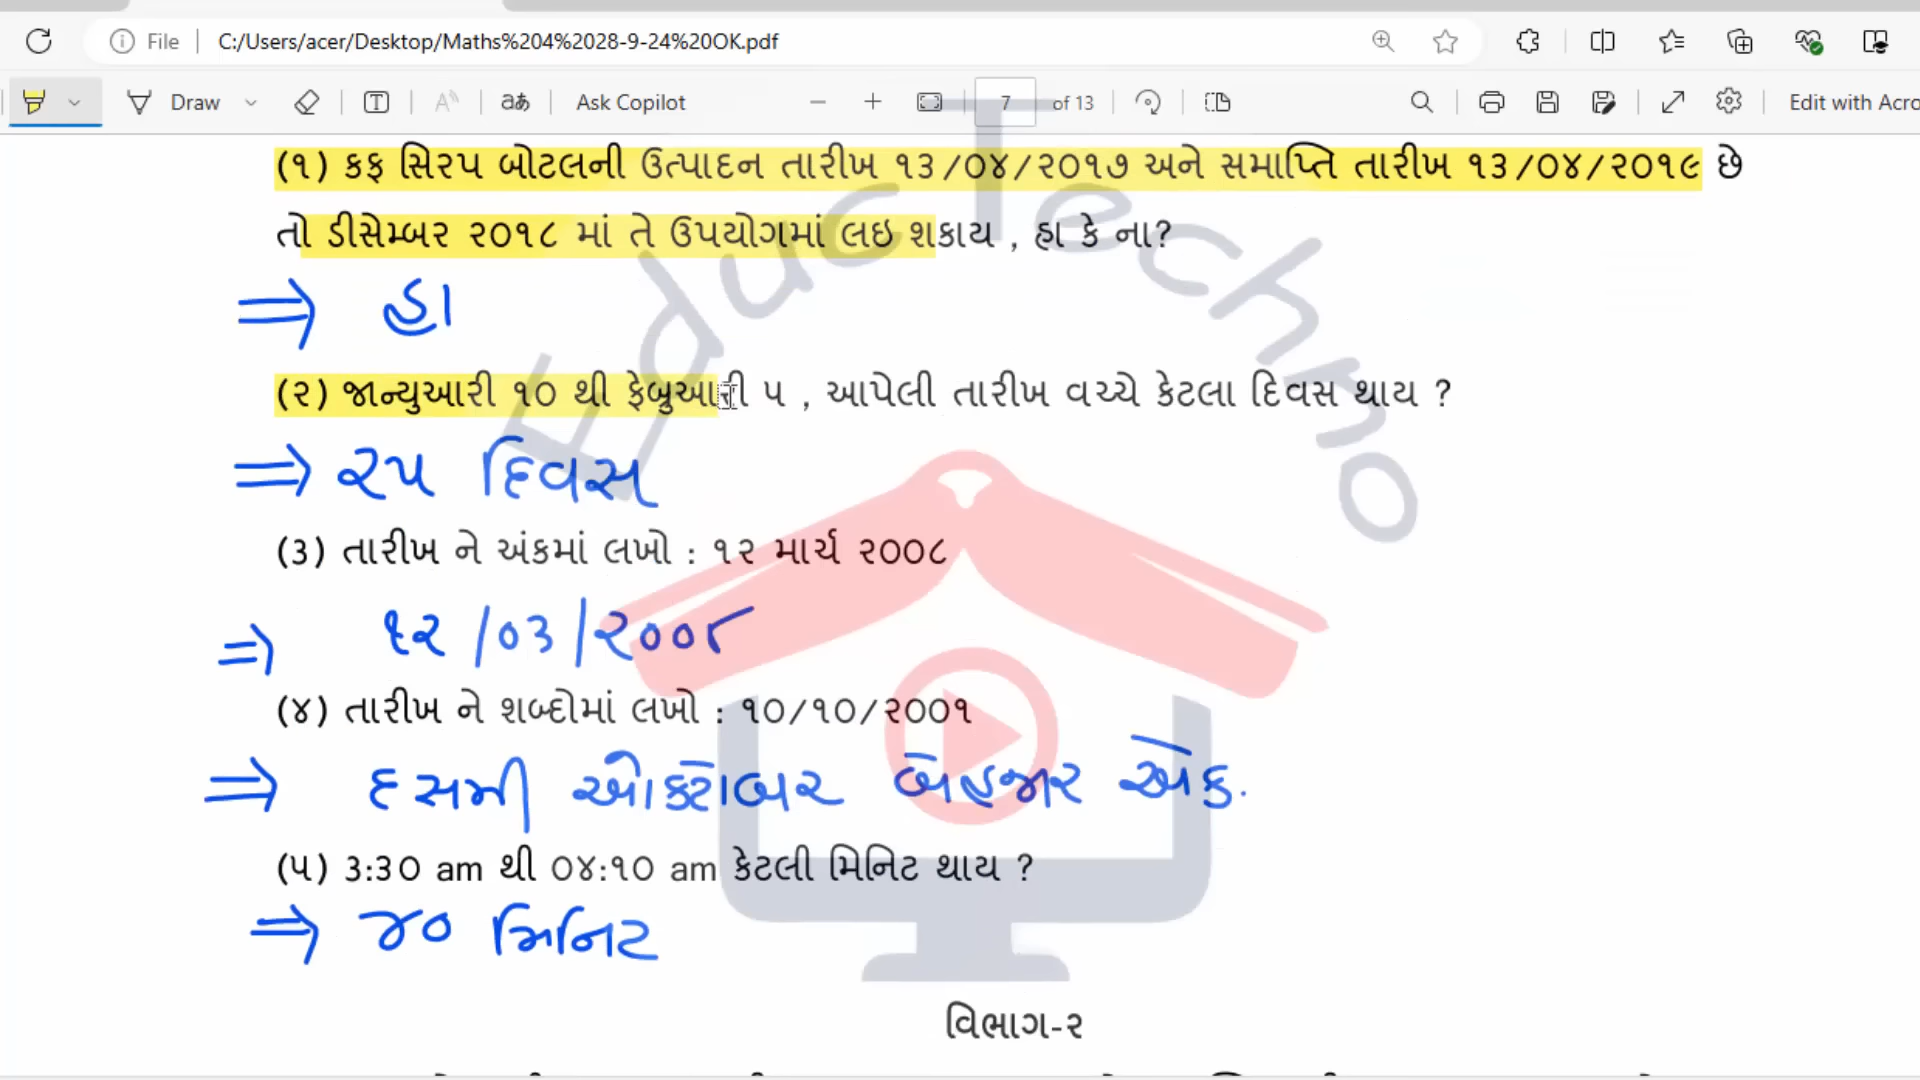 File C:/Users/acer/Desktop/Maths%204%2028-9-24%20OK.pdf
Draw Ask Copilot 7 of 13 Edit with Acro
(૧) કફ સિરપ બોટલની ઉત્પાદન તારીખ ૧૩/૦૪/૨૦૧૭ અને સમાપ્તિ તારીખ ૧૩/૦૪/૨૦૧૯ છે
તો ડીસેમ્બર ૨૦૧૮ માં તે ઉપયોગમાં લઇ શકાય , હા કે ના?
⇒ હા
(૨) જાન્યુઆરી ૧૦ થી ફેબ્રુઆરી ૫ , આપેલી તારીખ વચ્ચે કેટલા દિવસ થાય ?
⇒ ૨૫ દિવસ
(૩) તારીખ ને અંકમાં લખો : ૧૨ માર્ચ ૨૦૦૮
⇒ ૧૨/૦૩/૨૦૦૮
(૪) તારીખ ને શબ્દોમાં લખો : ૧૦/૧૦/૨૦૦૧
⇒ દસમી ઓક્ટોબર બેહજાર એક.
(૫) ૩:૩૦ am થી ૦૪:૧૦ am કેટલી મિનિટ થાય ?
⇒ ૪૦ મિનિટ
EducTechno
વિભાગ-૨